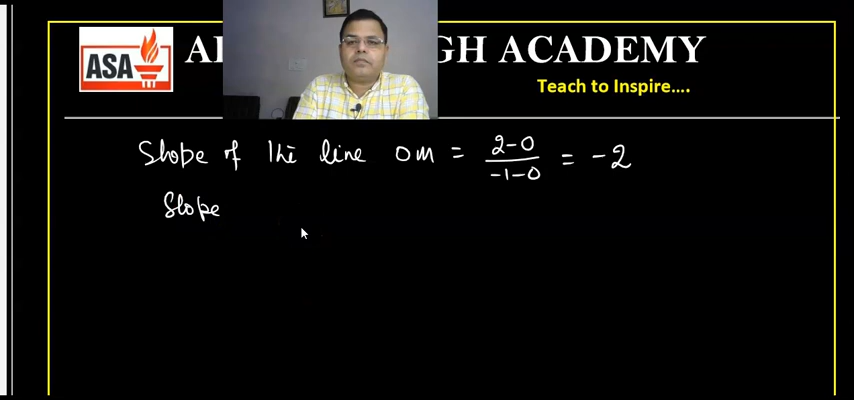 ASA
GH ACADEMY
Teach to Inspire....
Slope of the line OM = 2-0/-1-0 = -2
Slope